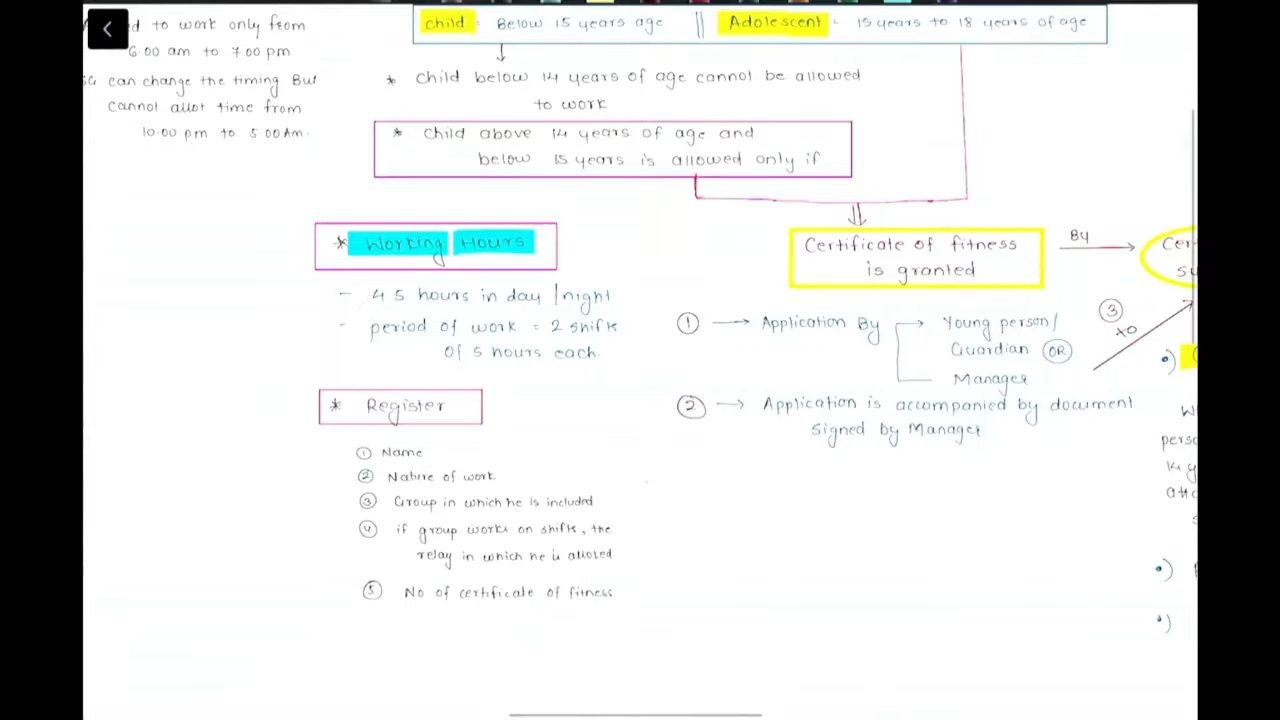 to work only from
6.00 am to 7.00 pm
can change the timing But
cannot allot time from
10.00 pm to 5 00 Am.
child = Below 15 years age || Adolescent = 15 years to 18 years of age
* child below 14 years of age cannot be allowed
to work
* child above 14 years of age and
below 15 years is allowed only if
* Working Hours
- 4 5 hours in day / night
- period of work = 2 shifts
of 5 hours each.
* Register
① Name
② Nature of work
③ Group in which he is included
④ if group works on shifts, the
relay in which he is alloted
⑤ No of certificate of fitness
Certificate of fitness
is granted
By
① → Application By → Young person/
Guardian OR
Manager
② → Application is accompanied by document
signed by Manager
③
to
Cer
14 y